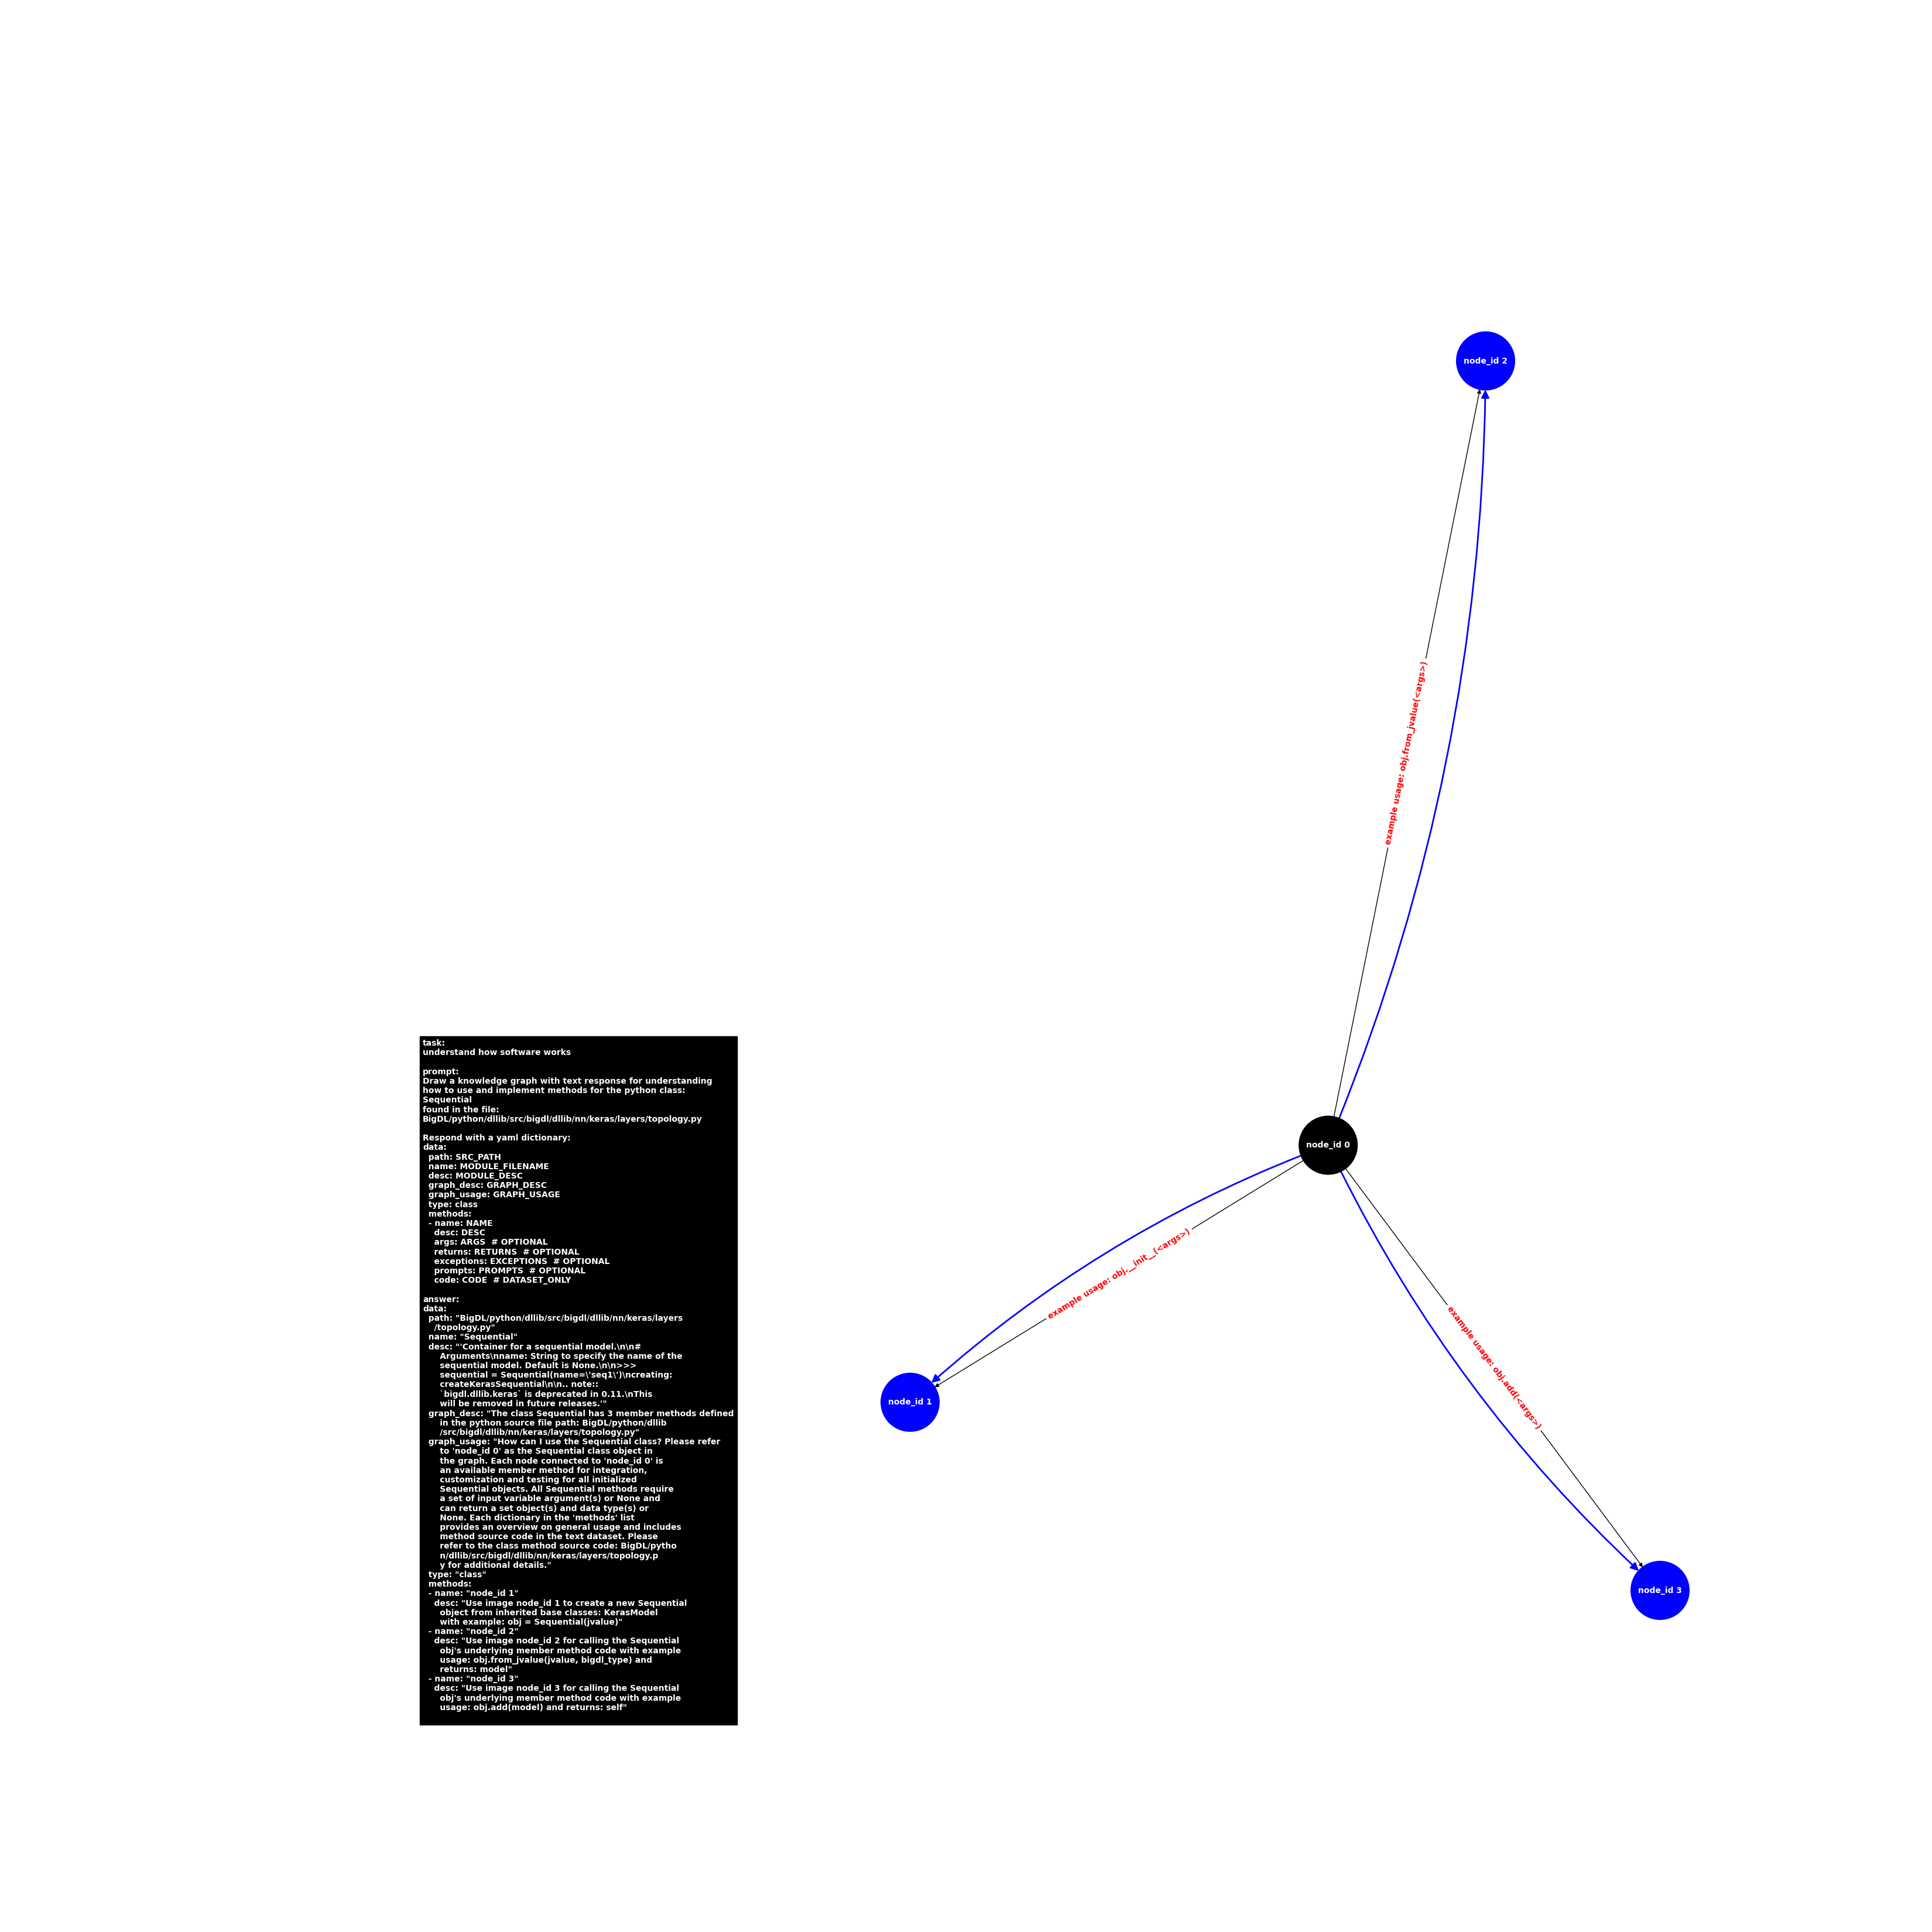 node_id 2
example usage: obj.from_jvalue(<args>)
task:
understand how software works

prompt:
Draw a knowledge graph with text response for understanding
how to use and implement methods for the python class:
Sequential
found in the file:
BigDL/python/dllib/src/bigdl/dllib/nn/keras/layers/topology.py

Respond with a yaml dictionary:
data:
  path: SRC_PATH
  name: MODULE_FILENAME
  desc: MODULE_DESC
  graph_desc: GRAPH_DESC
  graph_usage: GRAPH_USAGE
  type: class
  methods:
  - name: NAME
    desc: DESC
    args: ARGS  # OPTIONAL
    returns: RETURNS  # OPTIONAL
    exceptions: EXCEPTIONS  # OPTIONAL
    prompts: PROMPTS  # OPTIONAL
    code: CODE  # DATASET_ONLY

answer:
data:
  path: "BigDL/python/dllib/src/bigdl/dllib/nn/keras/layers
    /topology.py"
  name: "Sequential"
  desc: "'Container for a sequential model.\n\n#
      Arguments\nname: String to specify the name of the
      sequential model. Default is None.\n\n>>>
      sequential = Sequential(name=\'seq1\')\ncreating:
      createKerasSequential\n\n.. note::
      `bigdl.dllib.keras` is deprecated in 0.11.\nThis
      will be removed in future releases.'"
  graph_desc: "The class Sequential has 3 member methods defined
      in the python source file path: BigDL/python/dllib
      /src/bigdl/dllib/nn/keras/layers/topology.py"
  graph_usage: "How can I use the Sequential class? Please refer
      to 'node_id 0' as the Sequential class object in
      the graph. Each node connected to 'node_id 0' is
      an available member method for integration,
      customization and testing for all initialized
      Sequential objects. All Sequential methods require
      a set of input variable argument(s) or None and
      can return a set object(s) and data type(s) or
      None. Each dictionary in the 'methods' list
      provides an overview on general usage and includes
      method source code in the text dataset. Please
      refer to the class method source code: BigDL/pytho
      n/dllib/src/bigdl/dllib/nn/keras/layers/topology.p
      y for additional details."
  type: "class"
  methods:
  - name: "node_id 1"
    desc: "Use image node_id 1 to create a new Sequential
      object from inherited base classes: KerasModel
      with example: obj = Sequential(jvalue)"
  - name: "node_id 2"
    desc: "Use image node_id 2 for calling the Sequential
      obj's underlying member method code with example
      usage: obj.from_jvalue(jvalue, bigdl_type) and
      returns: model"
  - name: "node_id 3"
    desc: "Use image node_id 3 for calling the Sequential
      obj's underlying member method code with example
      usage: obj.add(model) and returns: self"
node_id 0
example usage: obj.__init__(<args>)
example usage: obj.add(<args>)
node_id 1
node_id 3